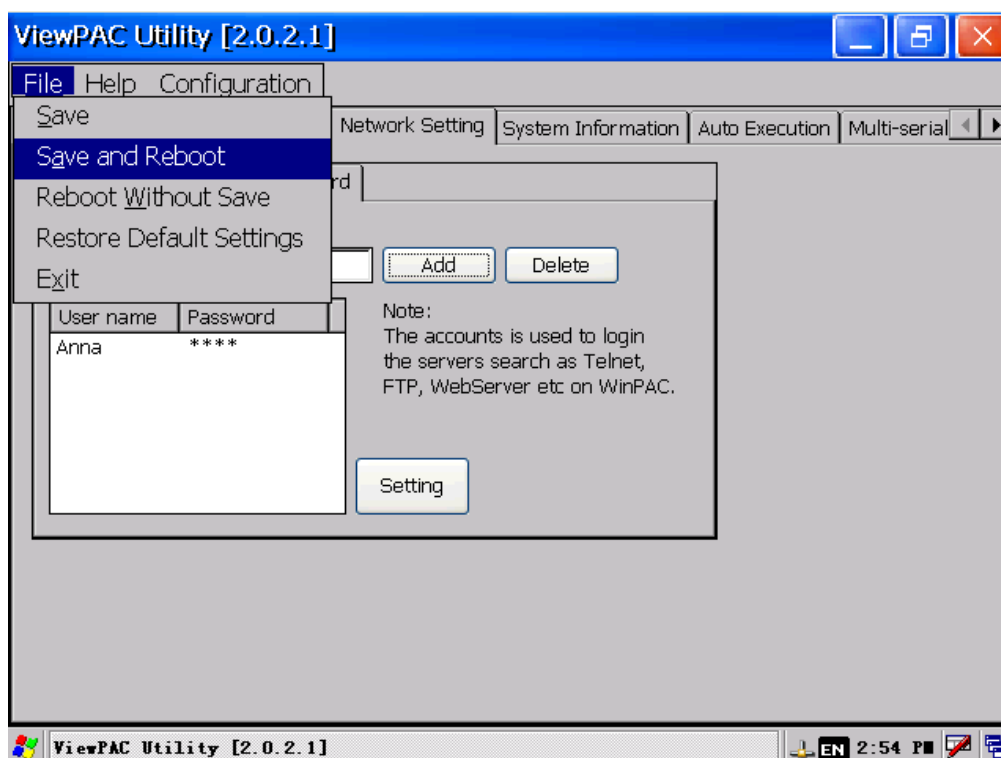 ViewPAC Utility [2.0.2.1]
File Help Configuration
Save
Save and Reboot
Reboot Without Save
Restore Default Settings
Exit
Network Setting System Information Auto Execution Multi-serial
rd
Add Delete
User name Password
Anna ****
Note:
The accounts is used to login
the servers search as Telnet,
FTP, WebServer etc on WinPAC.
Setting
ViewPAC Utility [2.0.2.1] EN 2:54 PM